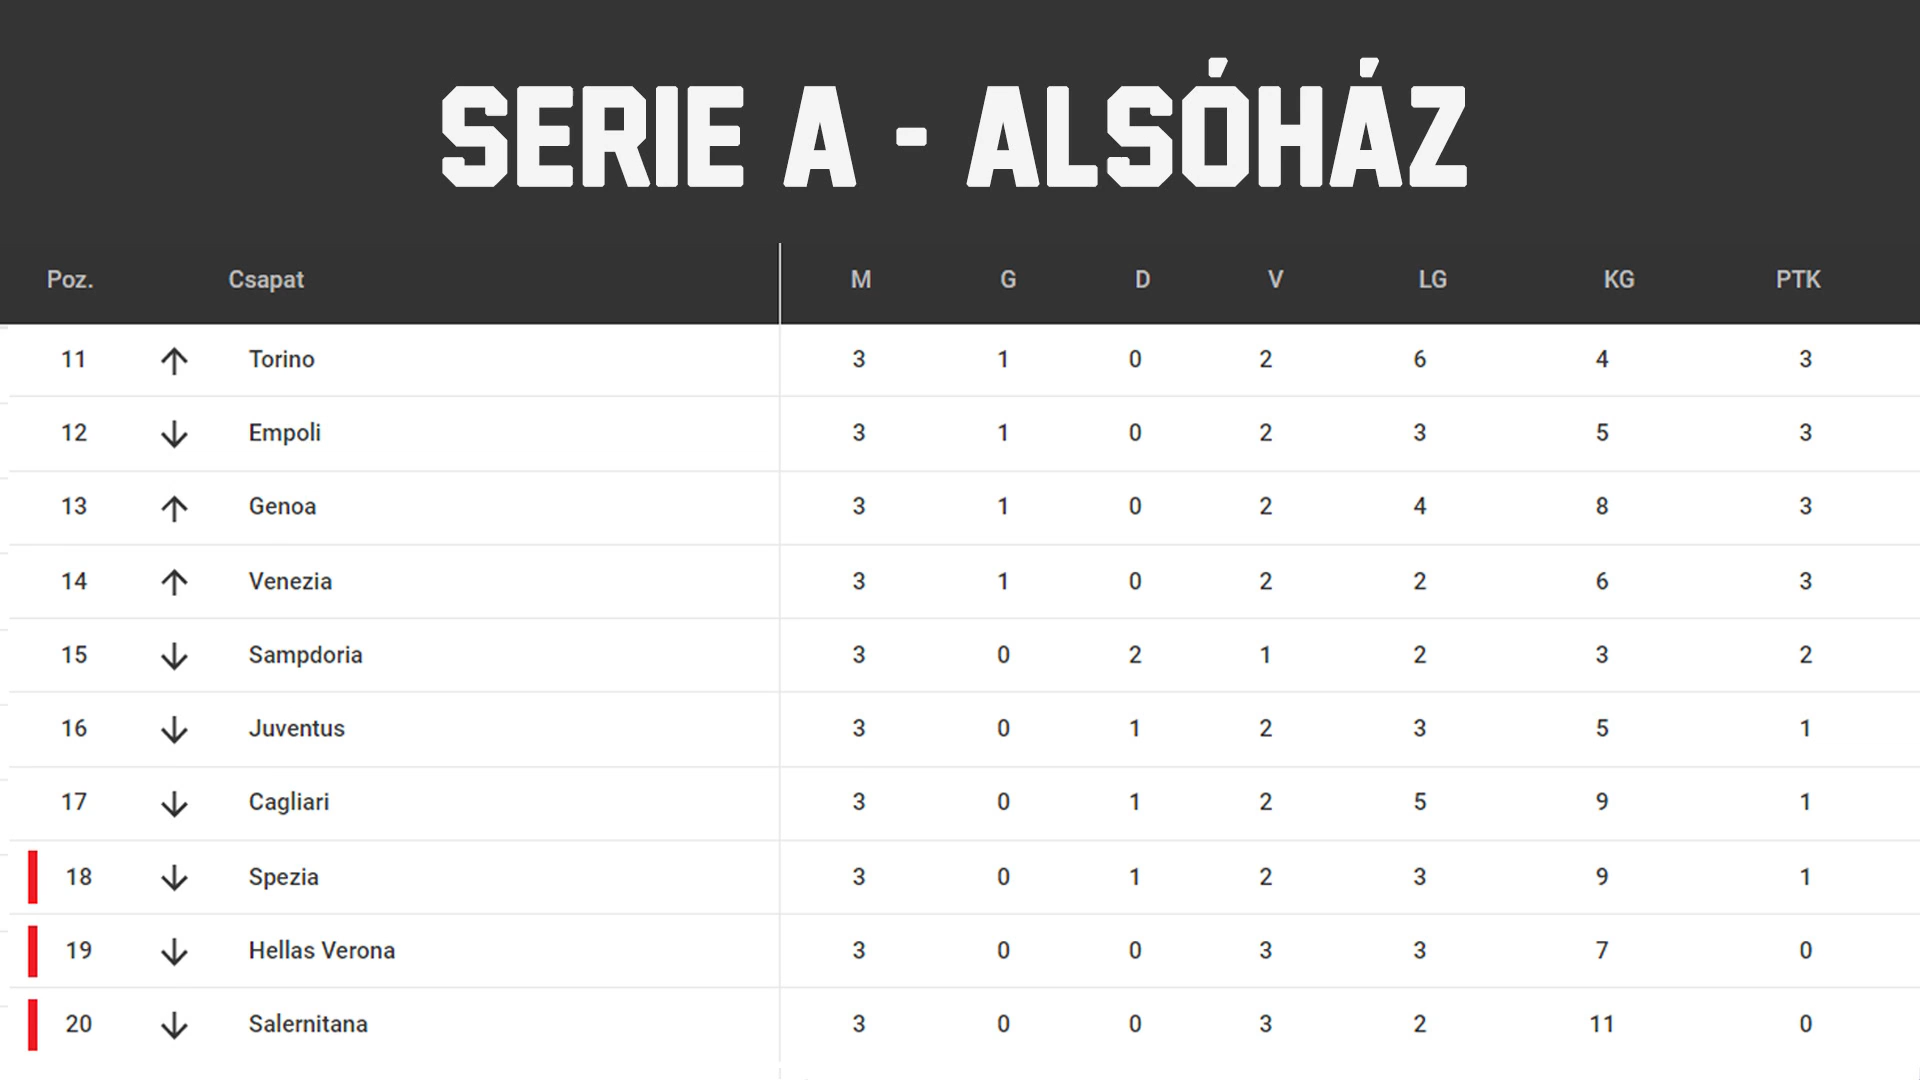 SERIE A - ALSÓHÁZ
Poz. Csapat M G D V LG KG PTK
11 ↑ Torino 3 1 0 2 6 4 3
12 ↓ Empoli 3 1 0 2 3 5 3
13 ↑ Genoa 3 1 0 2 4 8 3
14 ↑ Venezia 3 1 0 2 2 6 3
15 ↓ Sampdoria 3 0 2 1 2 3 2
16 ↓ Juventus 3 0 1 2 3 5 1
17 ↓ Cagliari 3 0 1 2 5 9 1
18 ↓ Spezia 3 0 1 2 3 9 1
19 ↓ Hellas Verona 3 0 0 3 3 7 0
20 ↓ Salernitana 3 0 0 3 2 11 0